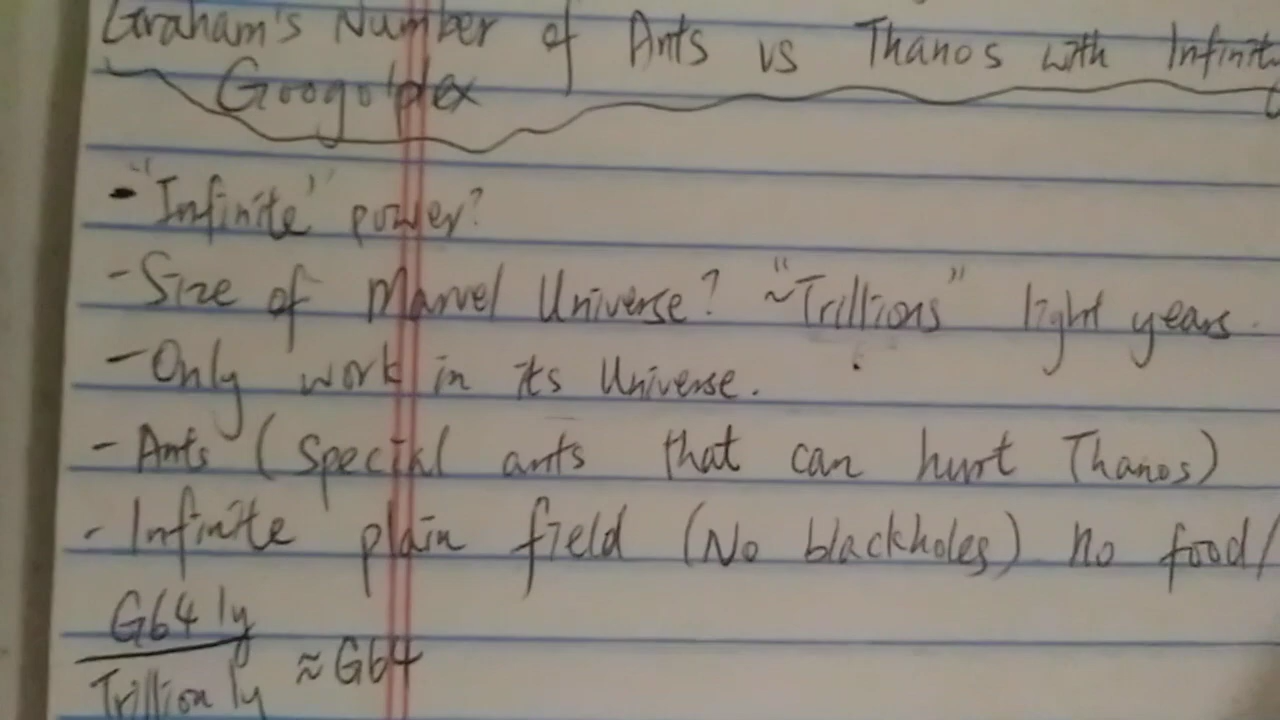 Graham's Number of Ants vs Thanos with Infinit
Googolplex
- "Infinite" power?
- Size of Marvel Universe? ~"Trillions" light years.
- Only work in its Universe.
- Ants (special ants that can hurt Thanos)
- Infinite plain field (No blackholes) no food/
G64 ly
Trillion ly ≈ G64